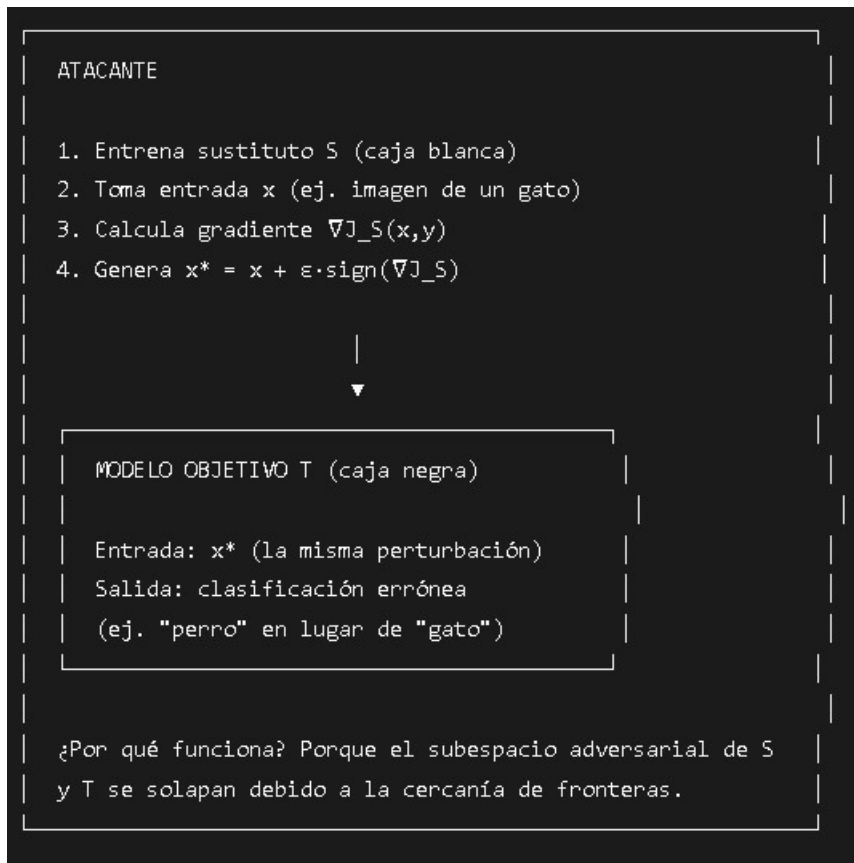 ATACANTE
1. Entrena sustituto S (caja blanca)
2. Toma entrada x (ej. imagen de un gato)
3. Calcula gradiente ∇J_S(x,y)
4. Genera x* = x + ε·sign(∇J_S)
MODELO OBJETIVO T (caja negra)
Entrada: x* (la misma perturbación)
Salida: clasificación errónea
(ej. "perro" en lugar de "gato")
¿Por qué funciona? Porque el subespacio adversarial de S
y T se solapan debido a la cercanía de fronteras.